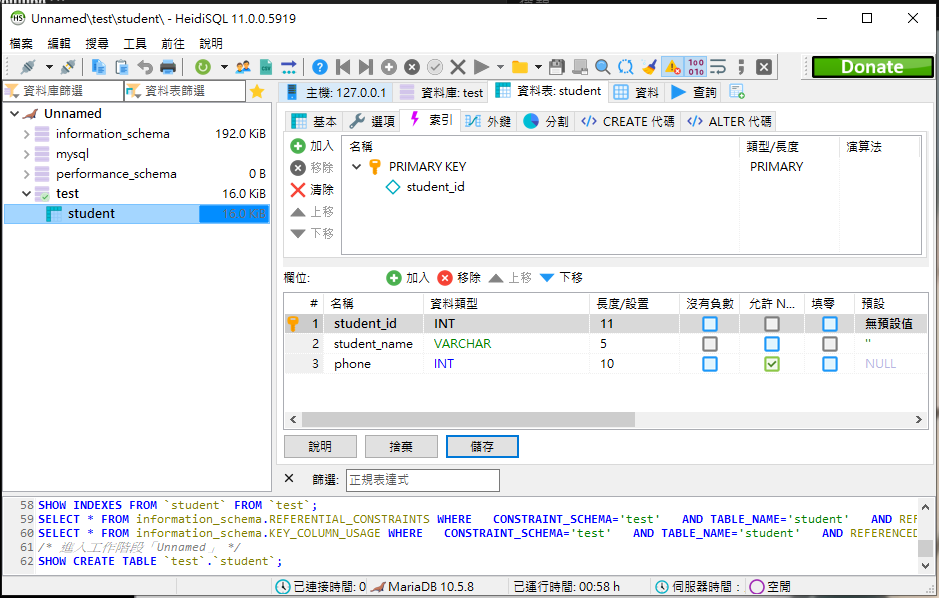 Unnamed\test\student\ - HeidiSQL 11.0.0.5919
檔案 編輯 搜尋 工具 前往 說明
Donate
資料庫篩選 資料表篩選 主機: 127.0.0.1 資料庫: test 資料表: student 資料 查詢
Unnamed
information_schema 192.0 KiB
mysql
performance_schema 0 B
test 16.0 KiB
student 16.0 KiB
基本 選項 索引 外鍵 分割 </> CREATE 代碼 </> ALTER 代碼
加入 名稱 類型/長度 演算法
移除 PRIMARY KEY PRIMARY
清除 student_id
上移
下移
欄位: 加入 移除 上移 下移
# 名稱 資料類型 長度/設置 沒有負數 允許 N... 填零 預設
1 student_id INT 11 無預設值
2 student_name VARCHAR 5 ''
3 phone INT 10 NULL
說明 捨棄 儲存
篩選: 正規表達式
58 SHOW INDEXES FROM `student` FROM `test`;
59 SELECT * FROM information_schema.REFERENTIAL_CONSTRAINTS WHERE CONSTRAINT_SCHEMA='test' AND TABLE_NAME='student' AND REF
60 SELECT * FROM information_schema.KEY_COLUMN_USAGE WHERE CONSTRAINT_SCHEMA='test' AND TABLE_NAME='student' AND REFERENCED
61 /* 進入工作階段「Unnamed」 */
62 SHOW CREATE TABLE `test`.`student`;
已連接時間: 0 MariaDB 10.5.8 已運行時間: 00:58 h 伺服器時間： 空閒